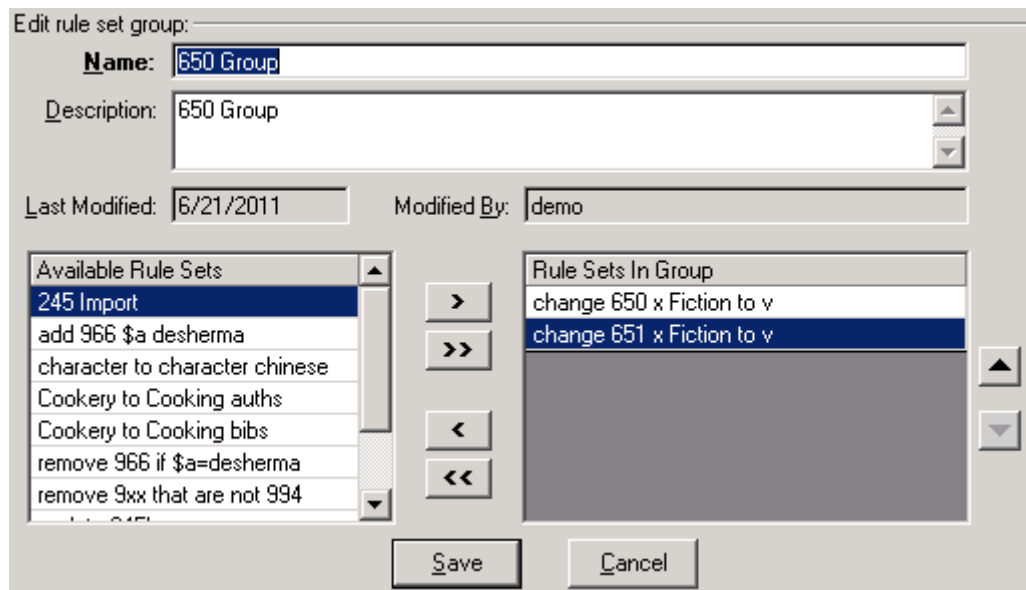 Edit rule set group:
Name: 650 Group
Description: 650 Group
Last Modified: 6/21/2011 Modified By: demo
Available Rule Sets
245 Import
add 966 $a desherma
character to character chinese
Cookery to Cooking auths
Cookery to Cooking bibs
remove 966 if $a=desherma
remove 9xx that are not 994
>
>>
<
<<
Rule Sets In Group
change 650 x Fiction to v
change 651 x Fiction to v
Save Cancel